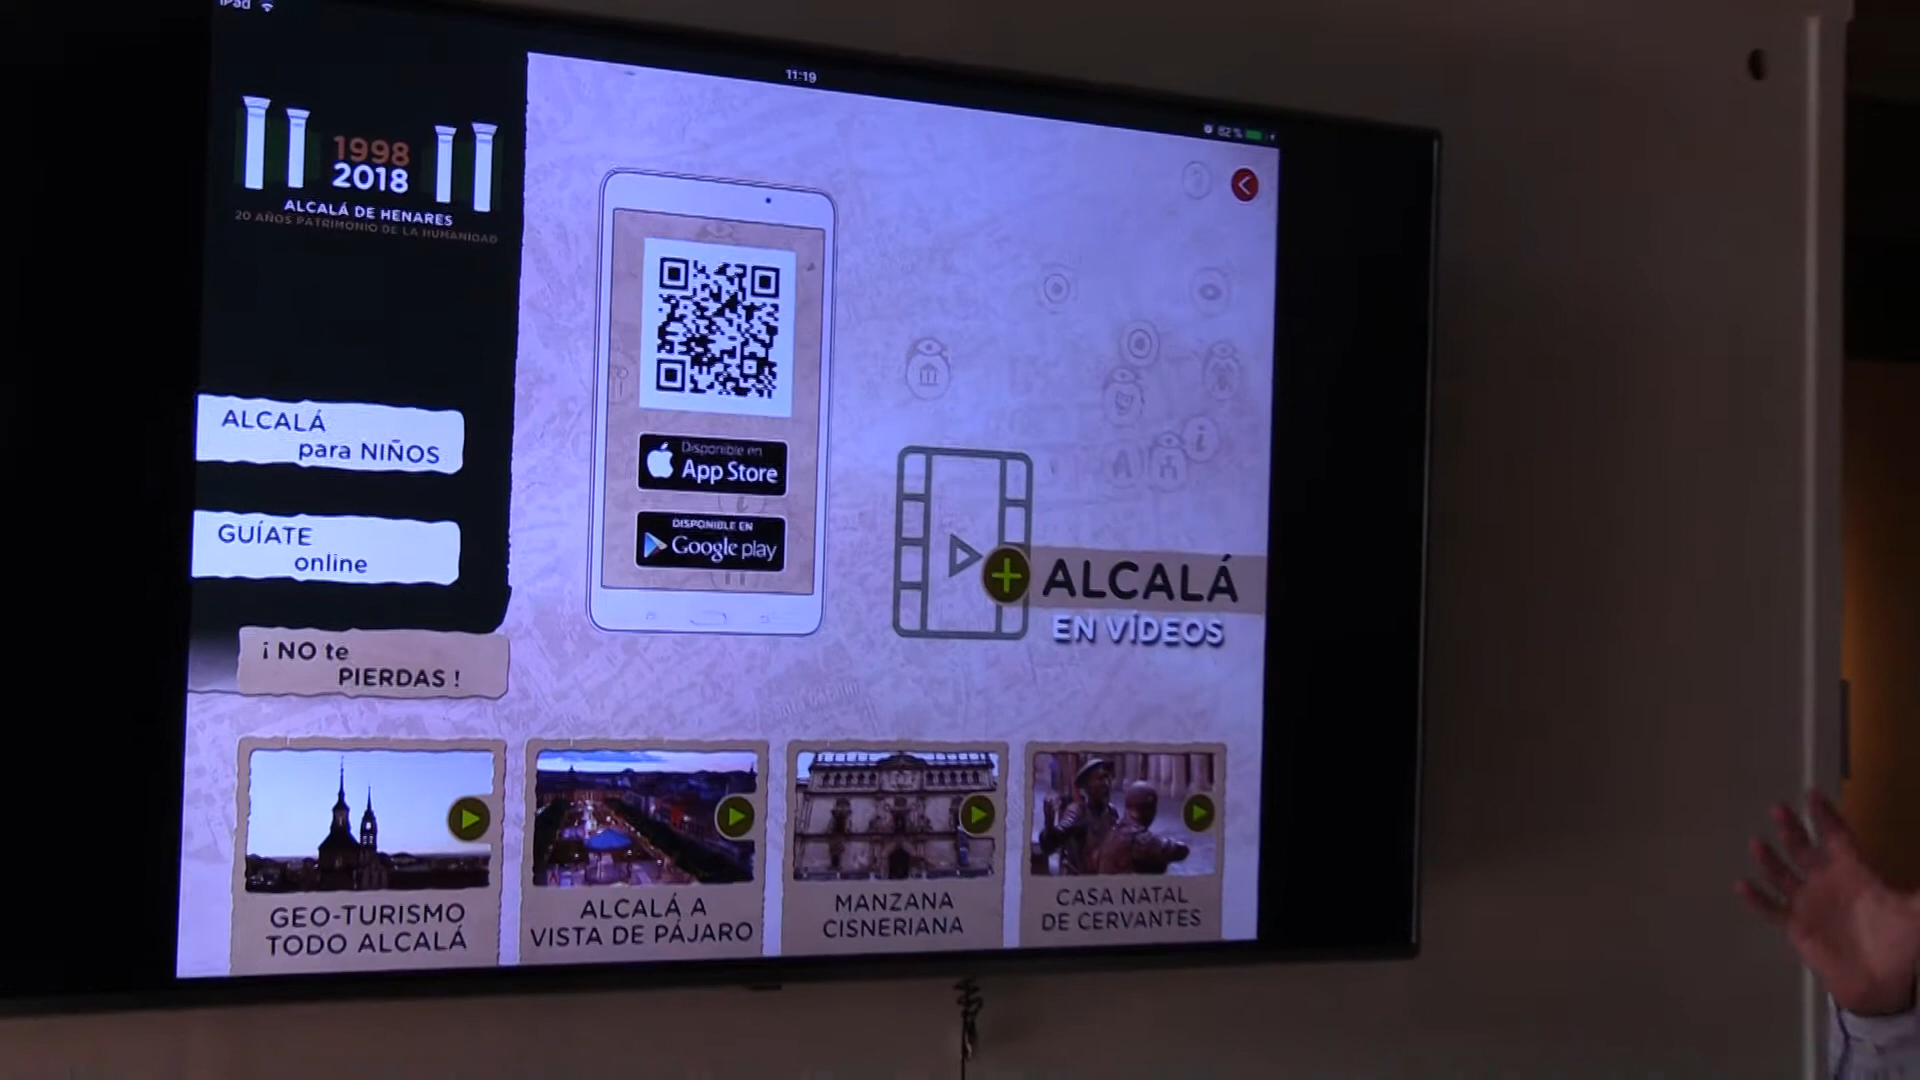 iPad
11:19
82 %
1998
2018
ALCALÁ DE HENARES
20 AÑOS PATRIMONIO DE LA HUMANIDAD
ALCALÁ
para NIÑOS
GUÍATE
online
¡ NO te
PIERDAS !
Disponible en
App Store
DISPONIBLE EN
Google play
ALCALÁ
EN VÍDEOS
GEO-TURISMO
TODO ALCALÁ
ALCALÁ A
VISTA DE PÁJARO
MANZANA
CISNERIANA
CASA NATAL
DE CERVANTES